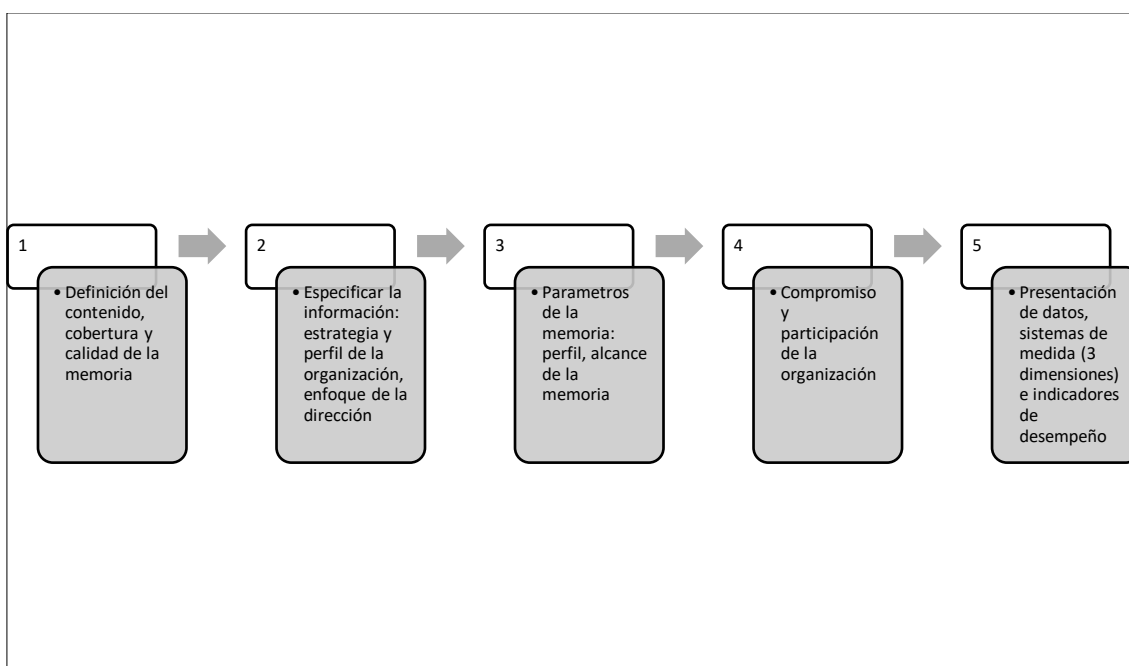 1
• Definición del
contenido,
cobertura y
calidad de la
memoria
2
• Especificar la
información:
estrategia y
perfil de la
organización,
enfoque de la
dirección
3
• Parametros
de la
memoria:
perfil, alcance
de la
memoria
4
• Compromiso
y
participación
de la
organización
5
• Presentación
de datos,
sistemas de
medida (3
dimensiones)
e indicadores
de
desempeño